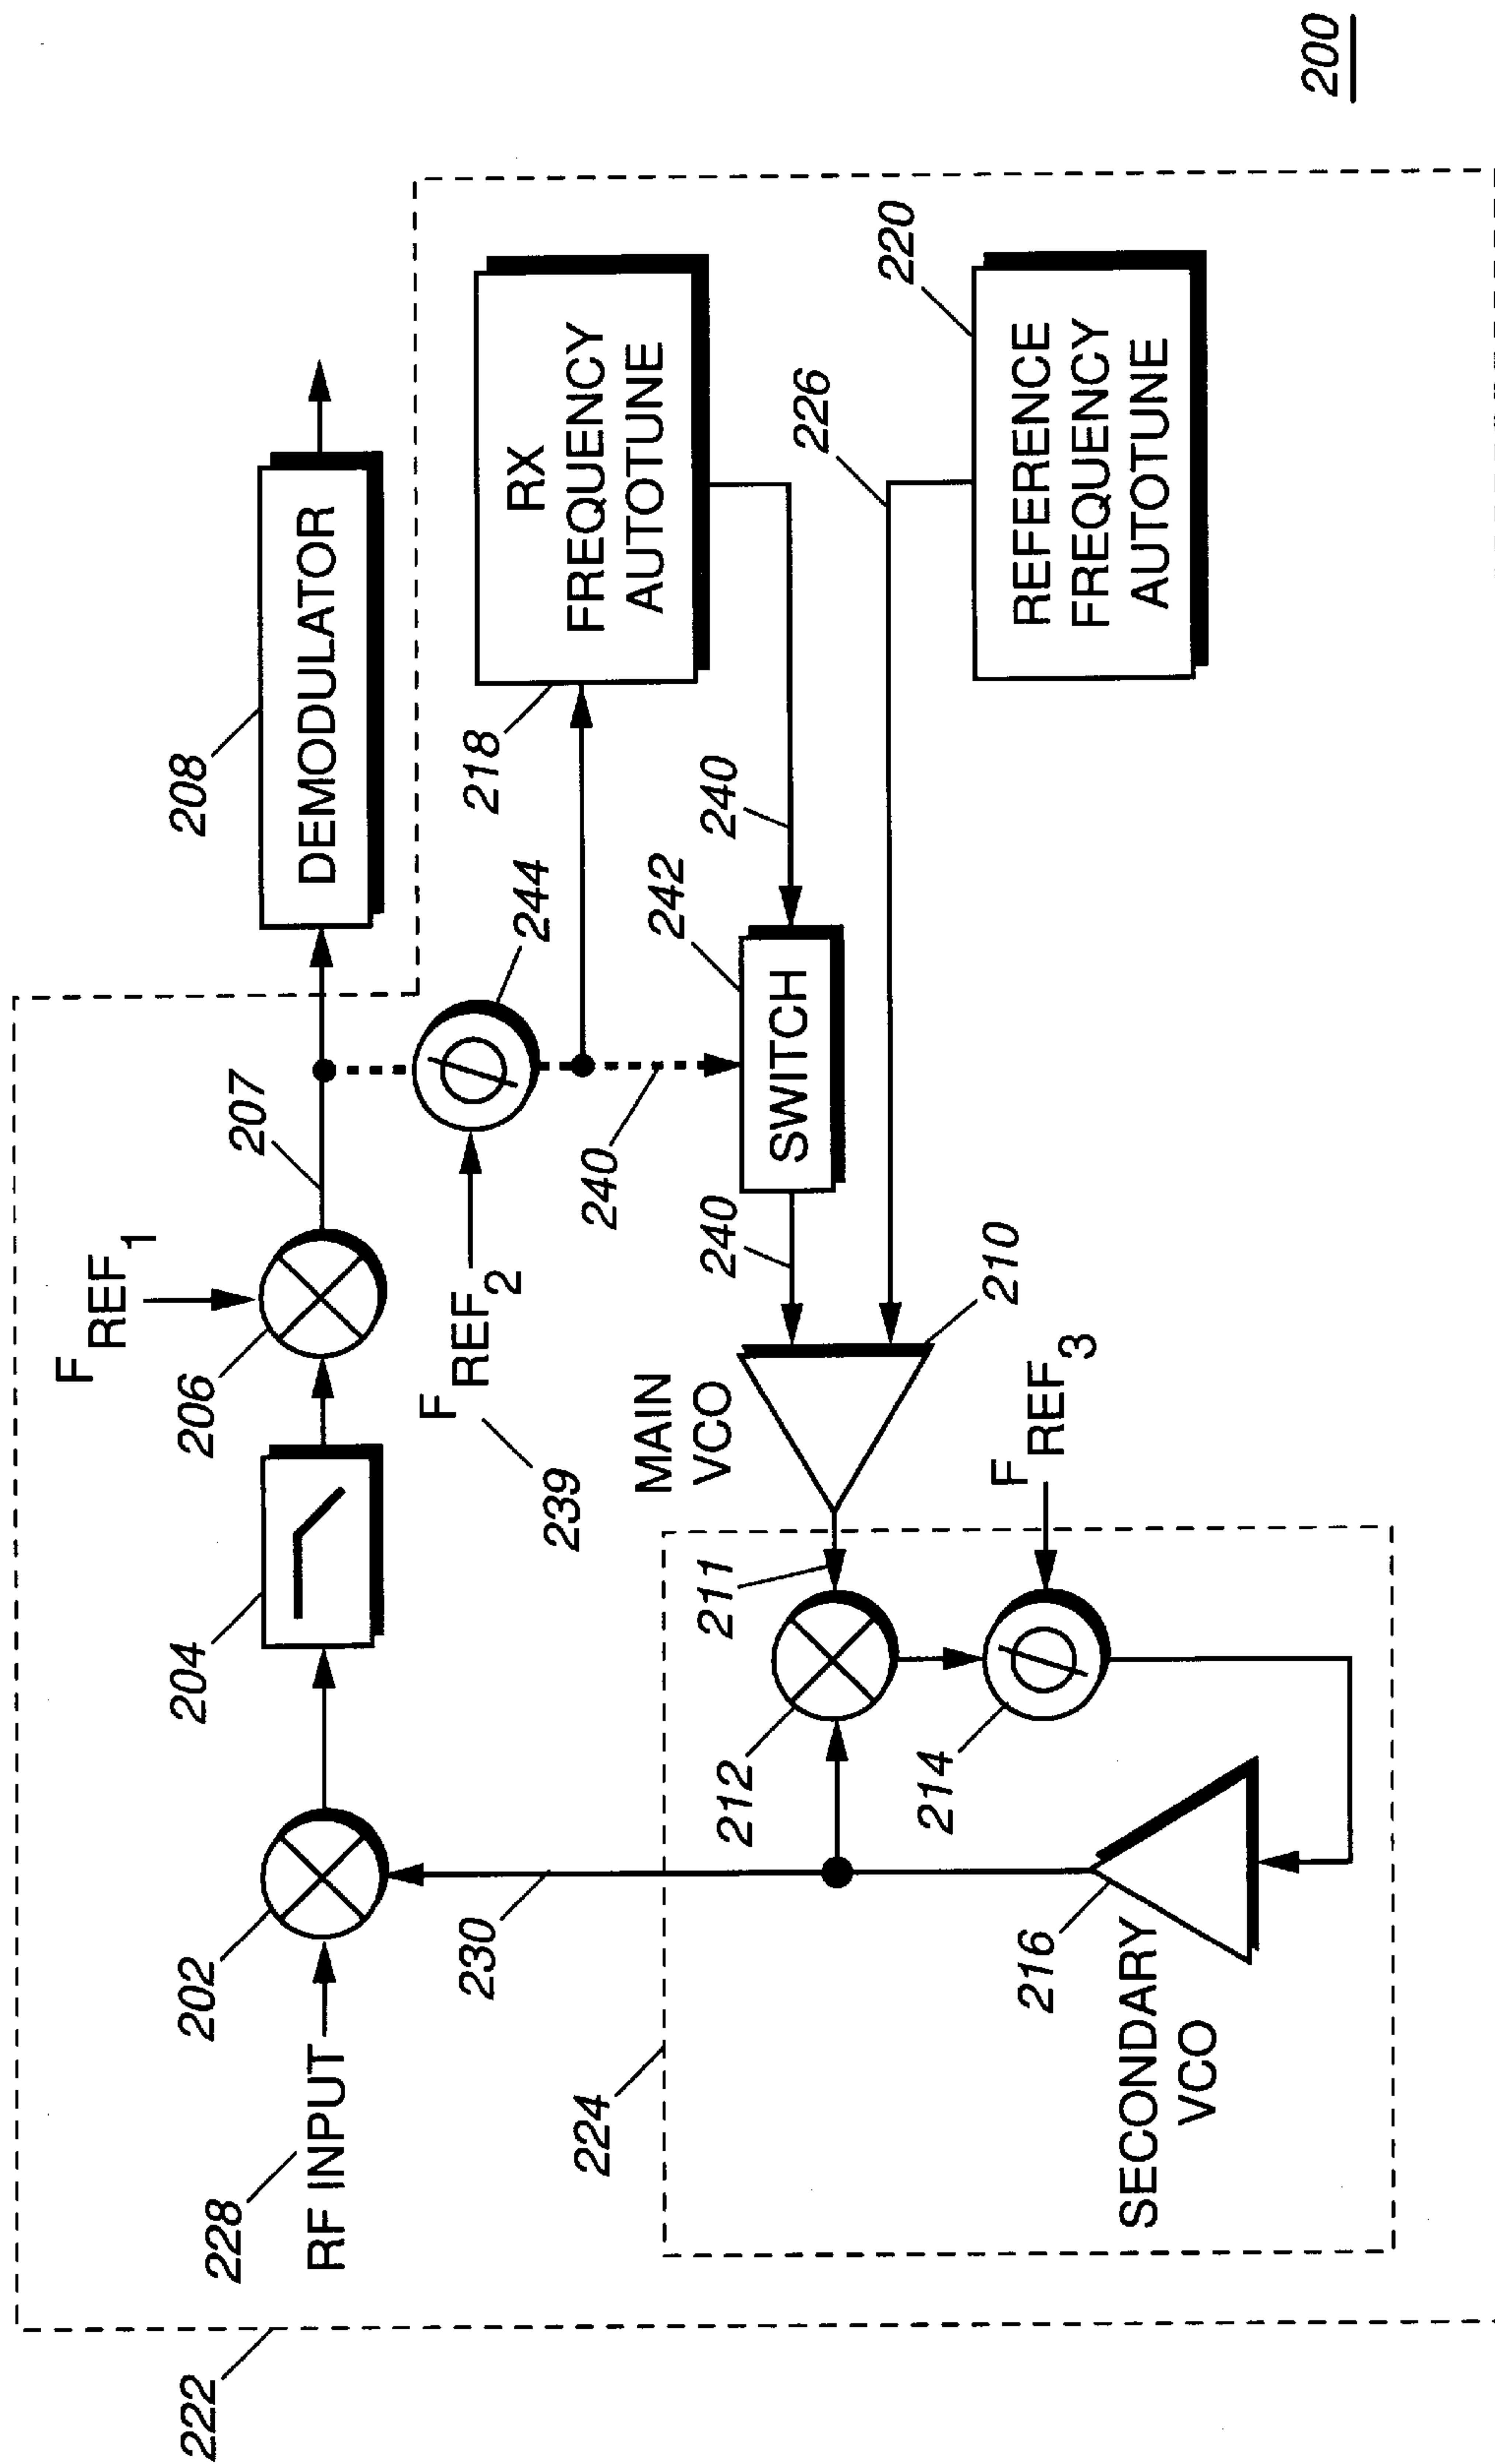 200
222
228
RF INPUT
202
204
206
F REF 1
207
208
DEMODULATOR
244
F REF 2
239
218
RX
FREQUENCY
AUTOTUNE
240
240
240
242
SWITCH
226
220
REFERENCE
FREQUENCY
AUTOTUNE
MAIN
VCO
210
211
212
F REF 3
214
230
224
216
SECONDARY
VCO